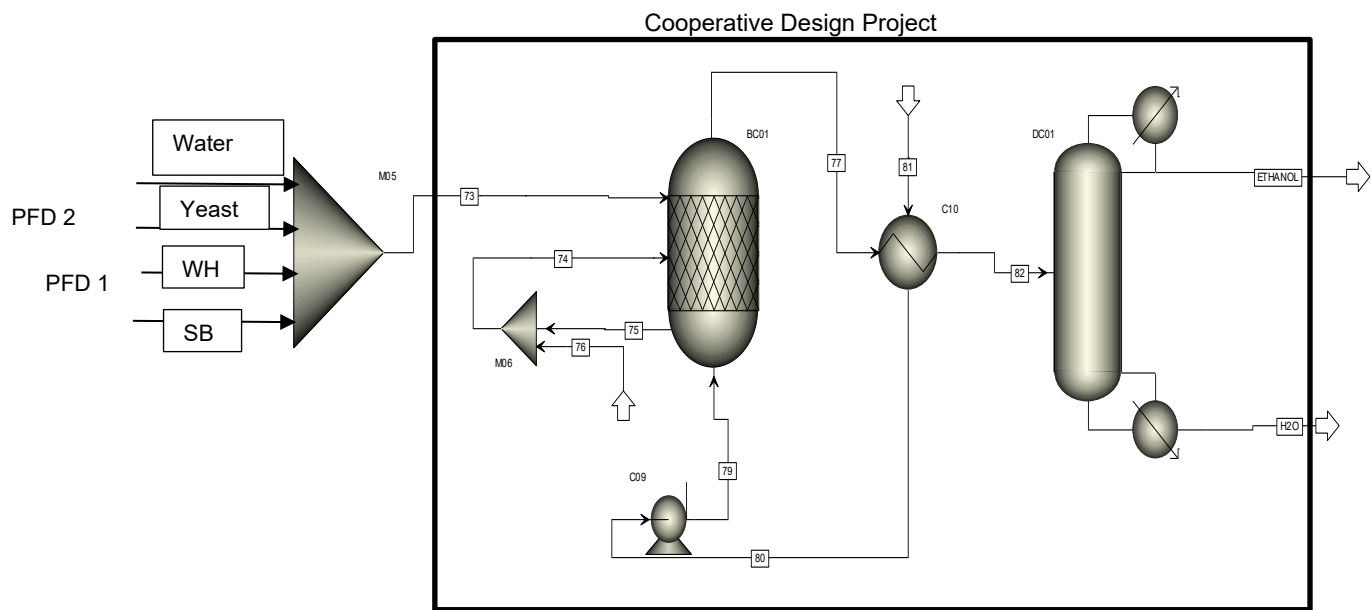 Cooperative Design Project
Water
Yeast
PFD 2
WH
PFD 1
SB
M05
73
74
75
76
M06
BC01
77
81
C10
82
DC01
ETHANOL
H2O
C09
79
80